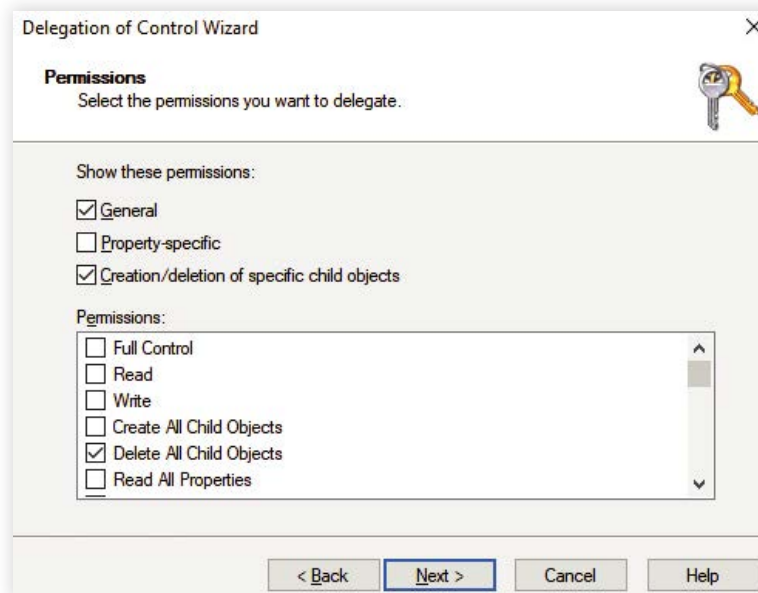 Delegation of Control Wizard
Permissions
Select the permissions you want to delegate.
Show these permissions:
General
Property-specific
Creation/deletion of specific child objects
Permissions:
Full Control
Read
Write
Create All Child Objects
Delete All Child Objects
Read All Properties
< Back Next > Cancel Help